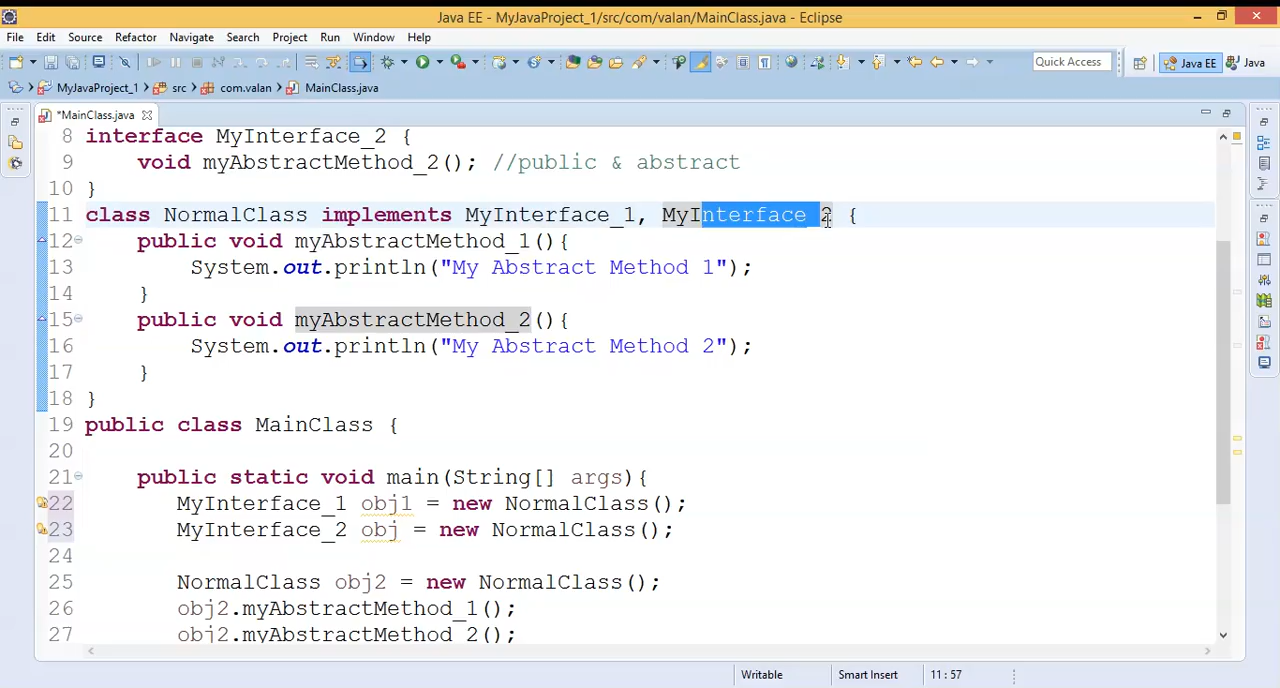 Java EE - MyJavaProject_1/src/com/valan/MainClass.java - Eclipse
File Edit Source Refactor Navigate Search Project Run Window Help
Quick Access Java EE Java
MyJavaProject_1 src com.valan MainClass.java
*MainClass.java
8 interface MyInterface_2 {
9 void myAbstractMethod_2(); //public & abstract
10 }
11 class NormalClass implements MyInterface_1, MyInterface_2 {
12 public void myAbstractMethod_1(){
13 System.out.println("My Abstract Method 1");
14 }
15 public void myAbstractMethod_2(){
16 System.out.println("My Abstract Method 2");
17 }
18 }
19 public class MainClass {
20
21 public static void main(String[] args){
22 MyInterface_1 obj1 = new NormalClass();
23 MyInterface_2 obj = new NormalClass();
24
25 NormalClass obj2 = new NormalClass();
26 obj2.myAbstractMethod_1();
27 obj2.myAbstractMethod_2();
Writable Smart Insert 11 : 57